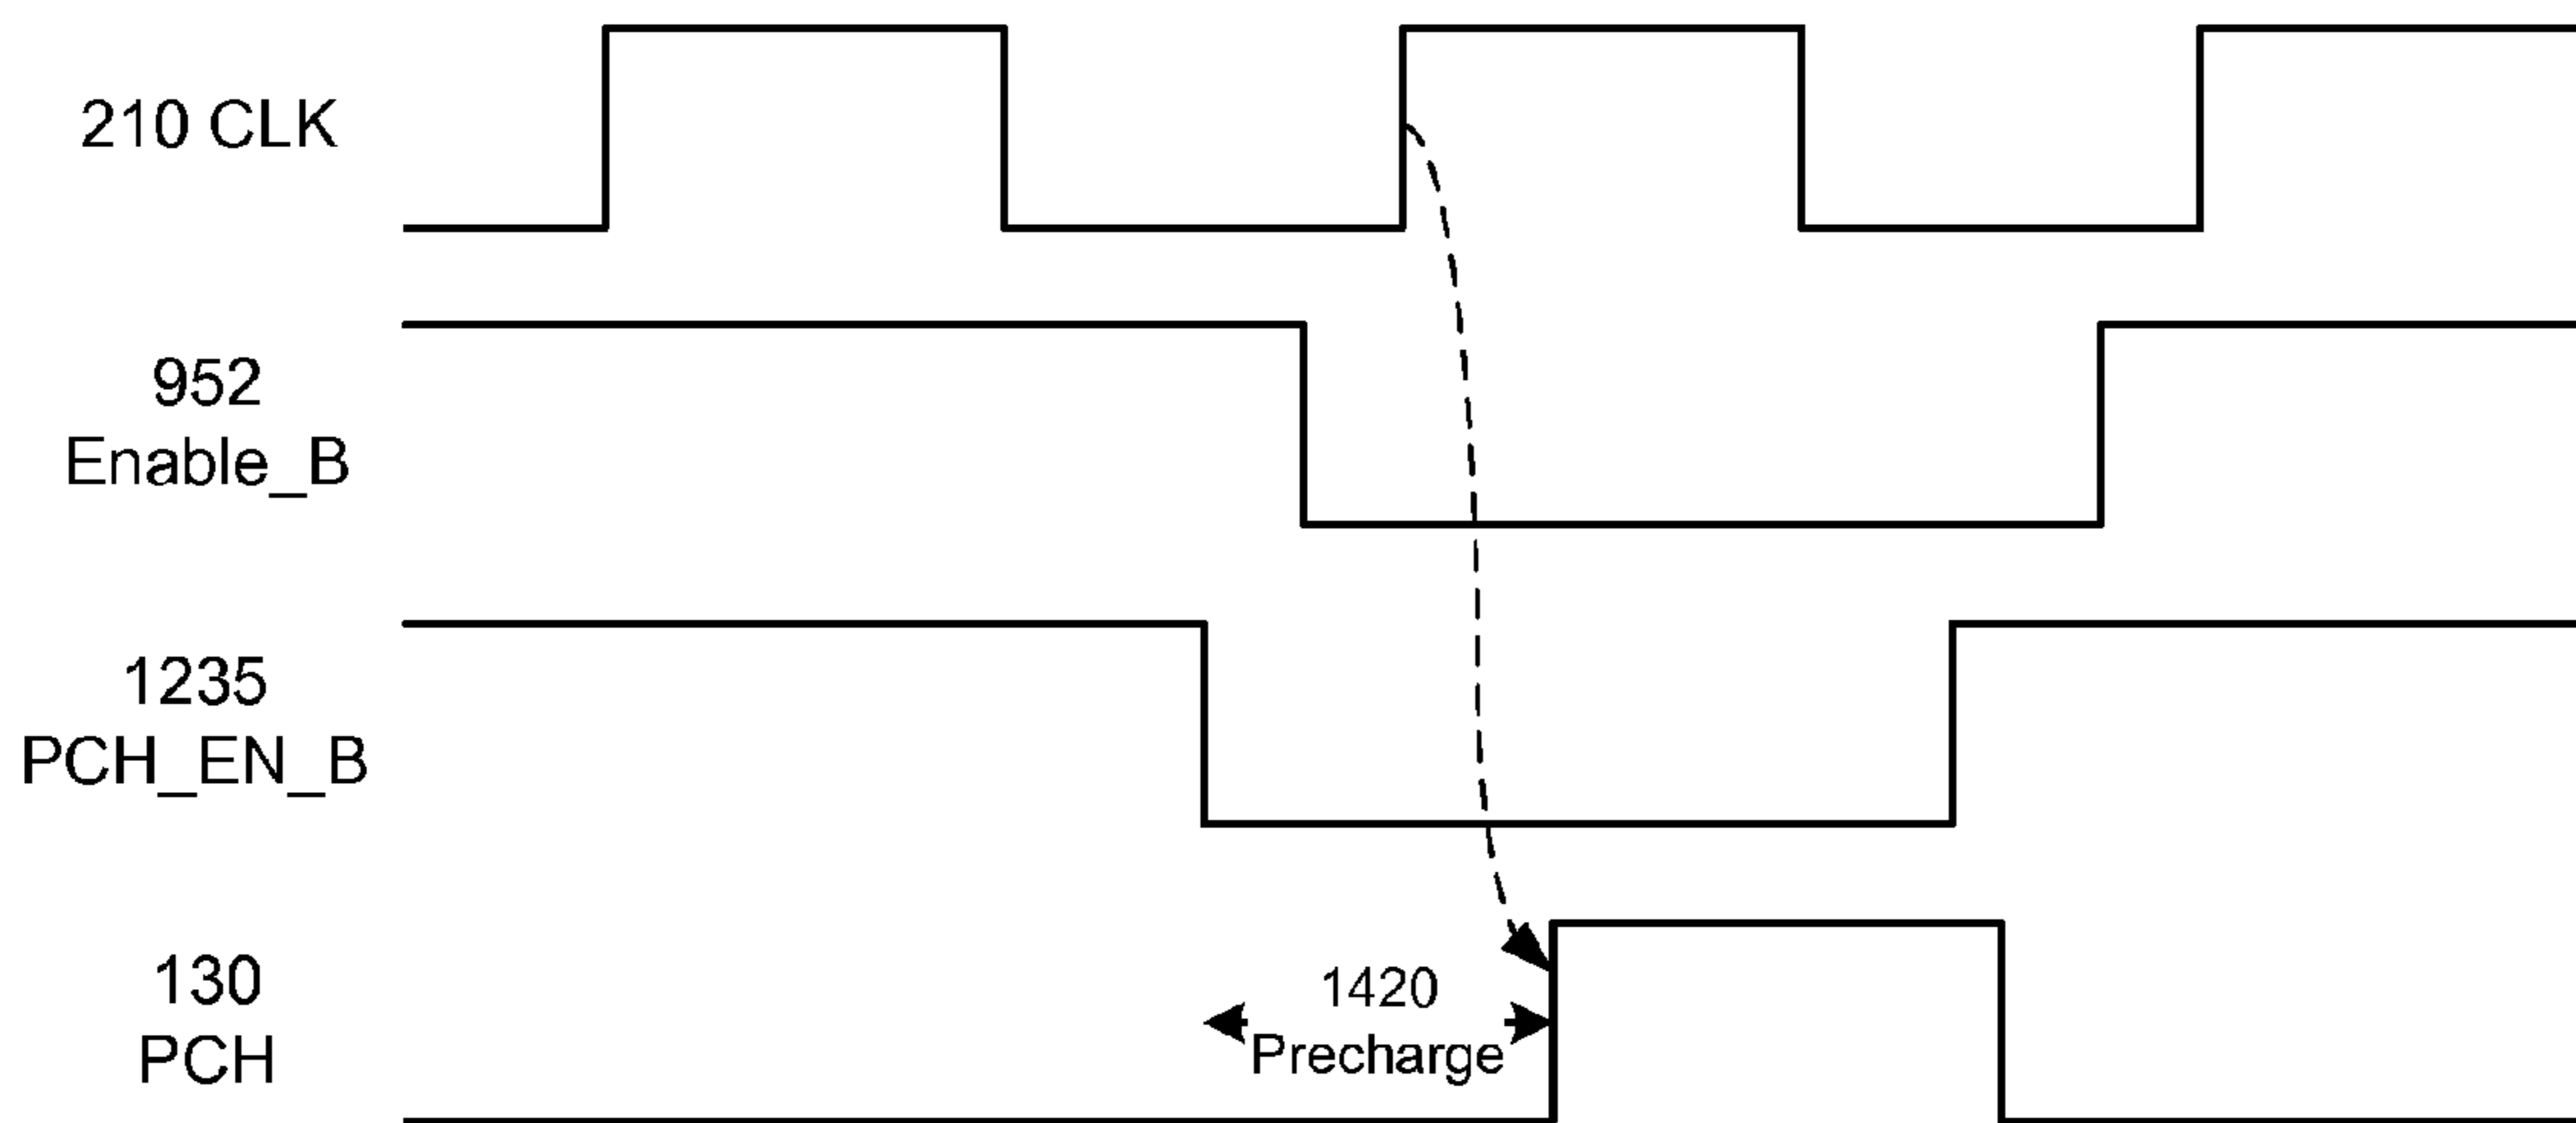 210 CLK
952
Enable_B
1235
PCH_EN_B
130
PCH
1420
Precharge